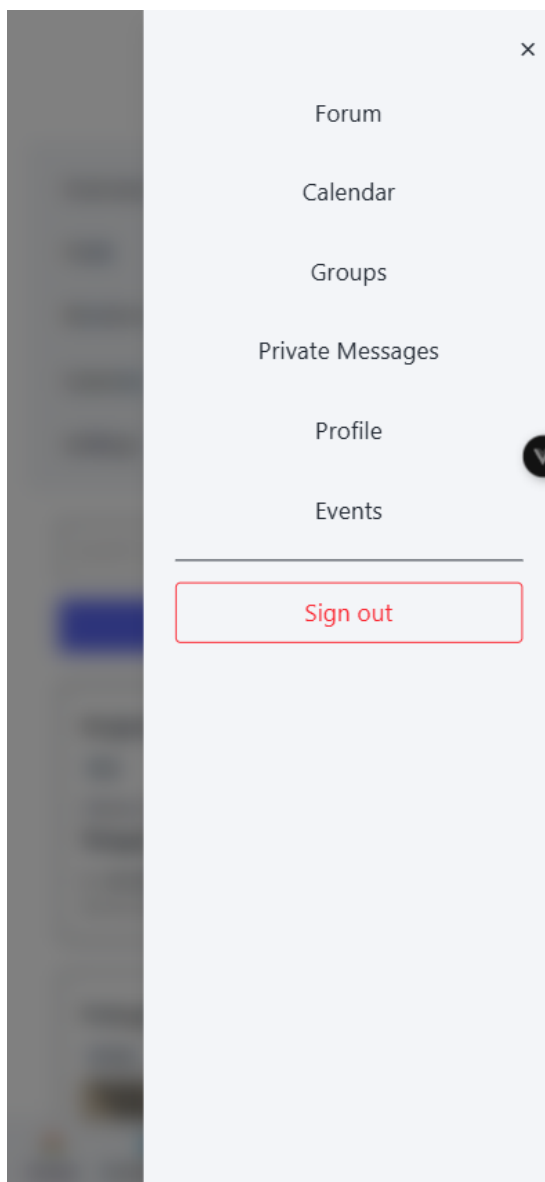 ×
Forum
Calendar
Groups
Private Messages
Profile
Events
Sign out